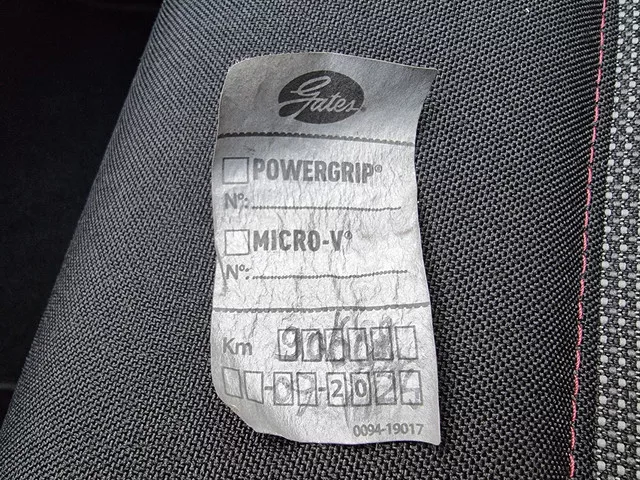 Gates®
POWERGRIP®
Nº:
MICRO-V®
Nº:
Km
2024
0094-19017